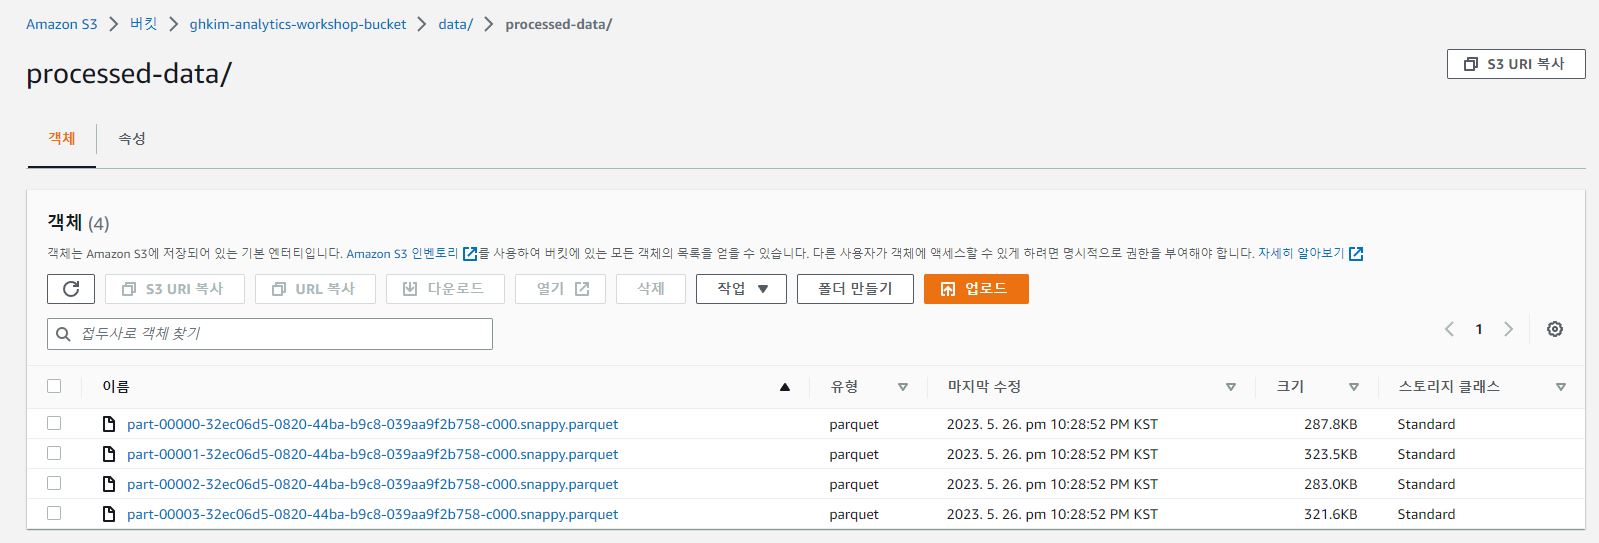 Amazon S3 > 버킷 > ghkim-analytics-workshop-bucket > data/ > processed-data/
processed-data/
S3 URI 복사
객체 속성
객체 (4)
객체는 Amazon S3에 저장되어 있는 기본 엔터티입니다. Amazon S3 인벤토리를 사용하여 버킷에 있는 모든 객체의 목록을 얻을 수 있습니다. 다른 사용자가 객체에 액세스할 수 있게 하려면 명시적으로 권한을 부여해야 합니다. 자세히 알아보기
S3 URI 복사 URL 복사 다운로드 열기 삭제 작업 폴더 만들기 업로드
접두사로 객체 찾기
1
이름 유형 마지막 수정 크기 스토리지 클래스
part-00000-32ec06d5-0820-44ba-b9c8-039aa9f2b758-c000.snappy.parquet parquet 2023. 5. 26. pm 10:28:52 PM KST 287.8KB Standard
part-00001-32ec06d5-0820-44ba-b9c8-039aa9f2b758-c000.snappy.parquet parquet 2023. 5. 26. pm 10:28:52 PM KST 323.5KB Standard
part-00002-32ec06d5-0820-44ba-b9c8-039aa9f2b758-c000.snappy.parquet parquet 2023. 5. 26. pm 10:28:52 PM KST 283.0KB Standard
part-00003-32ec06d5-0820-44ba-b9c8-039aa9f2b758-c000.snappy.parquet parquet 2023. 5. 26. pm 10:28:52 PM KST 321.6KB Standard